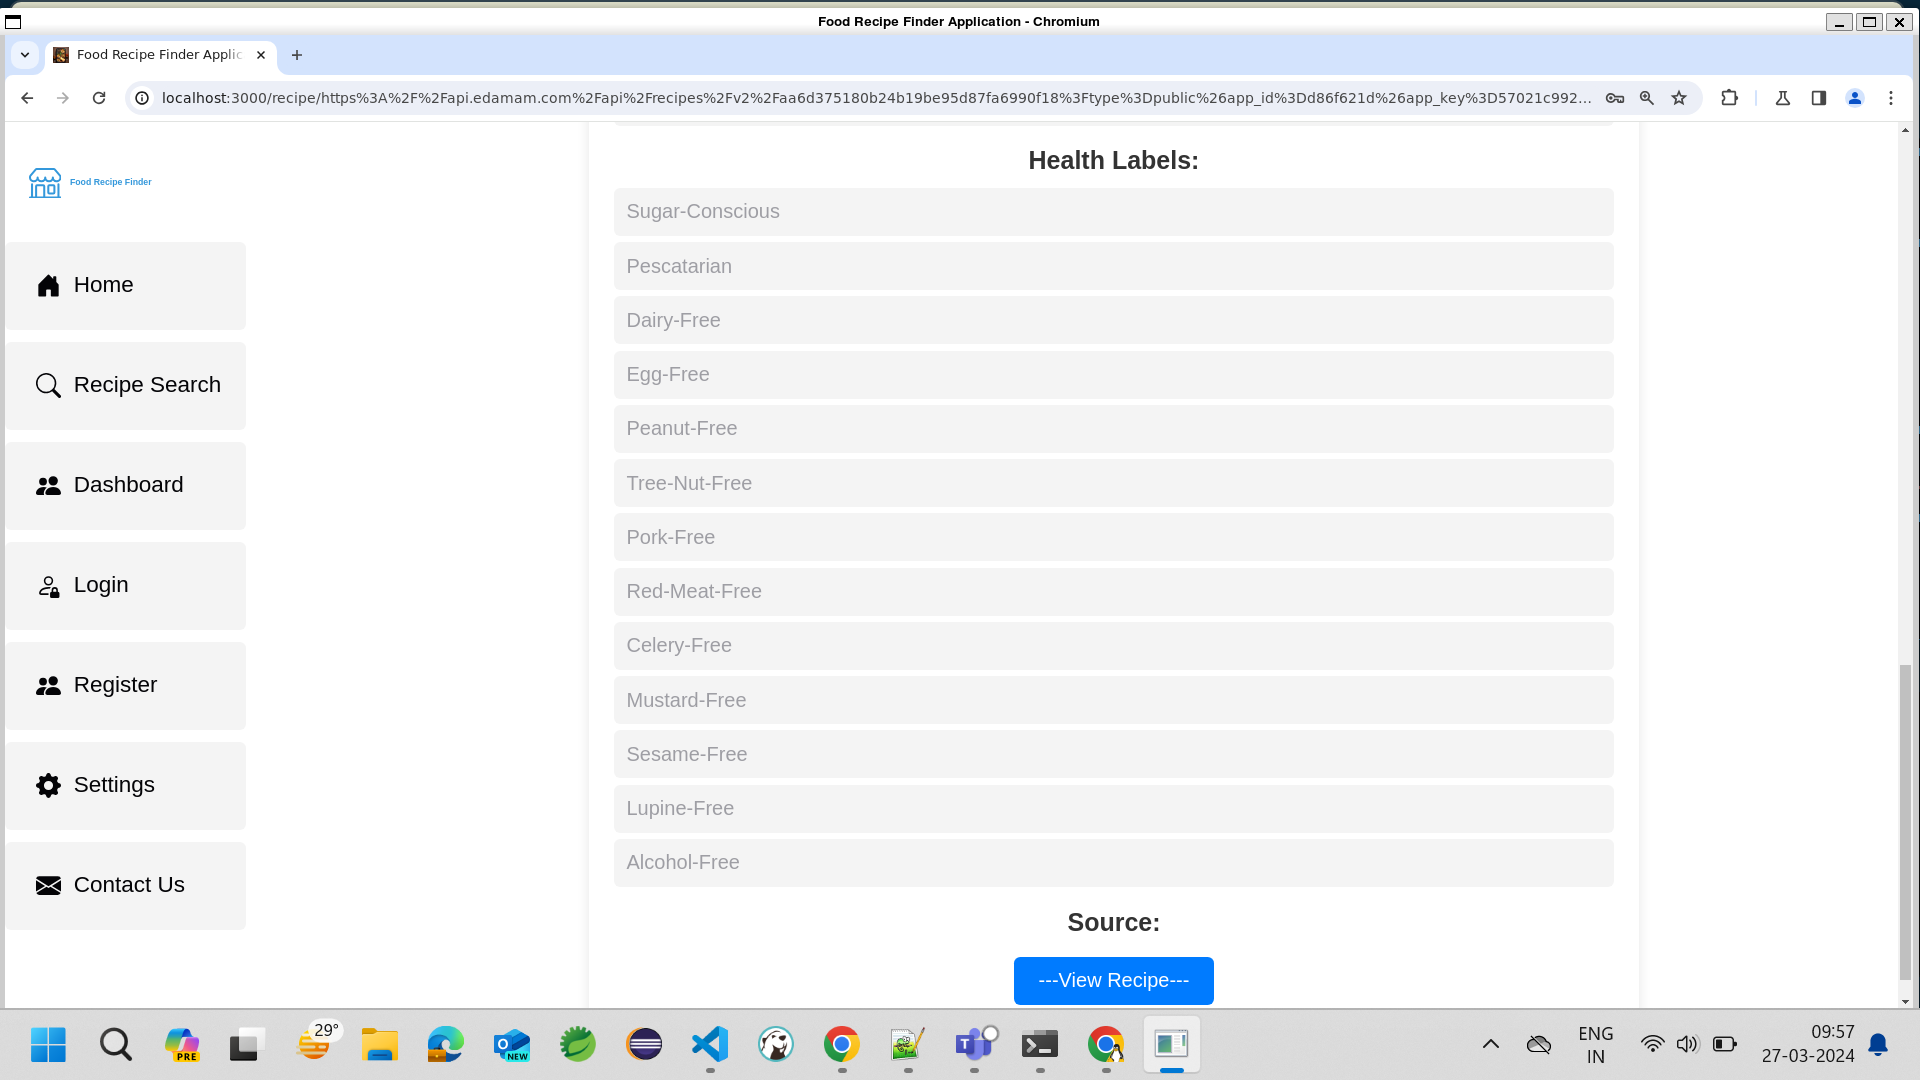 Food Recipe Finder Application - Chromium
Food Recipe Finder Applic
localhost:3000/recipe/https%3A%2F%2Fapi.edamam.com%2Fapi%2Frecipes%2Fv2%2Faa6d375180b24b19be95d87fa6990f18%3Ftype%3Dpublic%26app_id%3Dd86f621d%26app_key%3D57021c992...
Food Recipe Finder
Home
Recipe Search
Dashboard
Login
Register
Settings
Contact Us
Health Labels:
Sugar-Conscious
Pescatarian
Dairy-Free
Egg-Free
Peanut-Free
Tree-Nut-Free
Pork-Free
Red-Meat-Free
Celery-Free
Mustard-Free
Sesame-Free
Lupine-Free
Alcohol-Free
Source:
---View Recipe---
PRE
29°
NEW
ENG
IN
09:57
27-03-2024